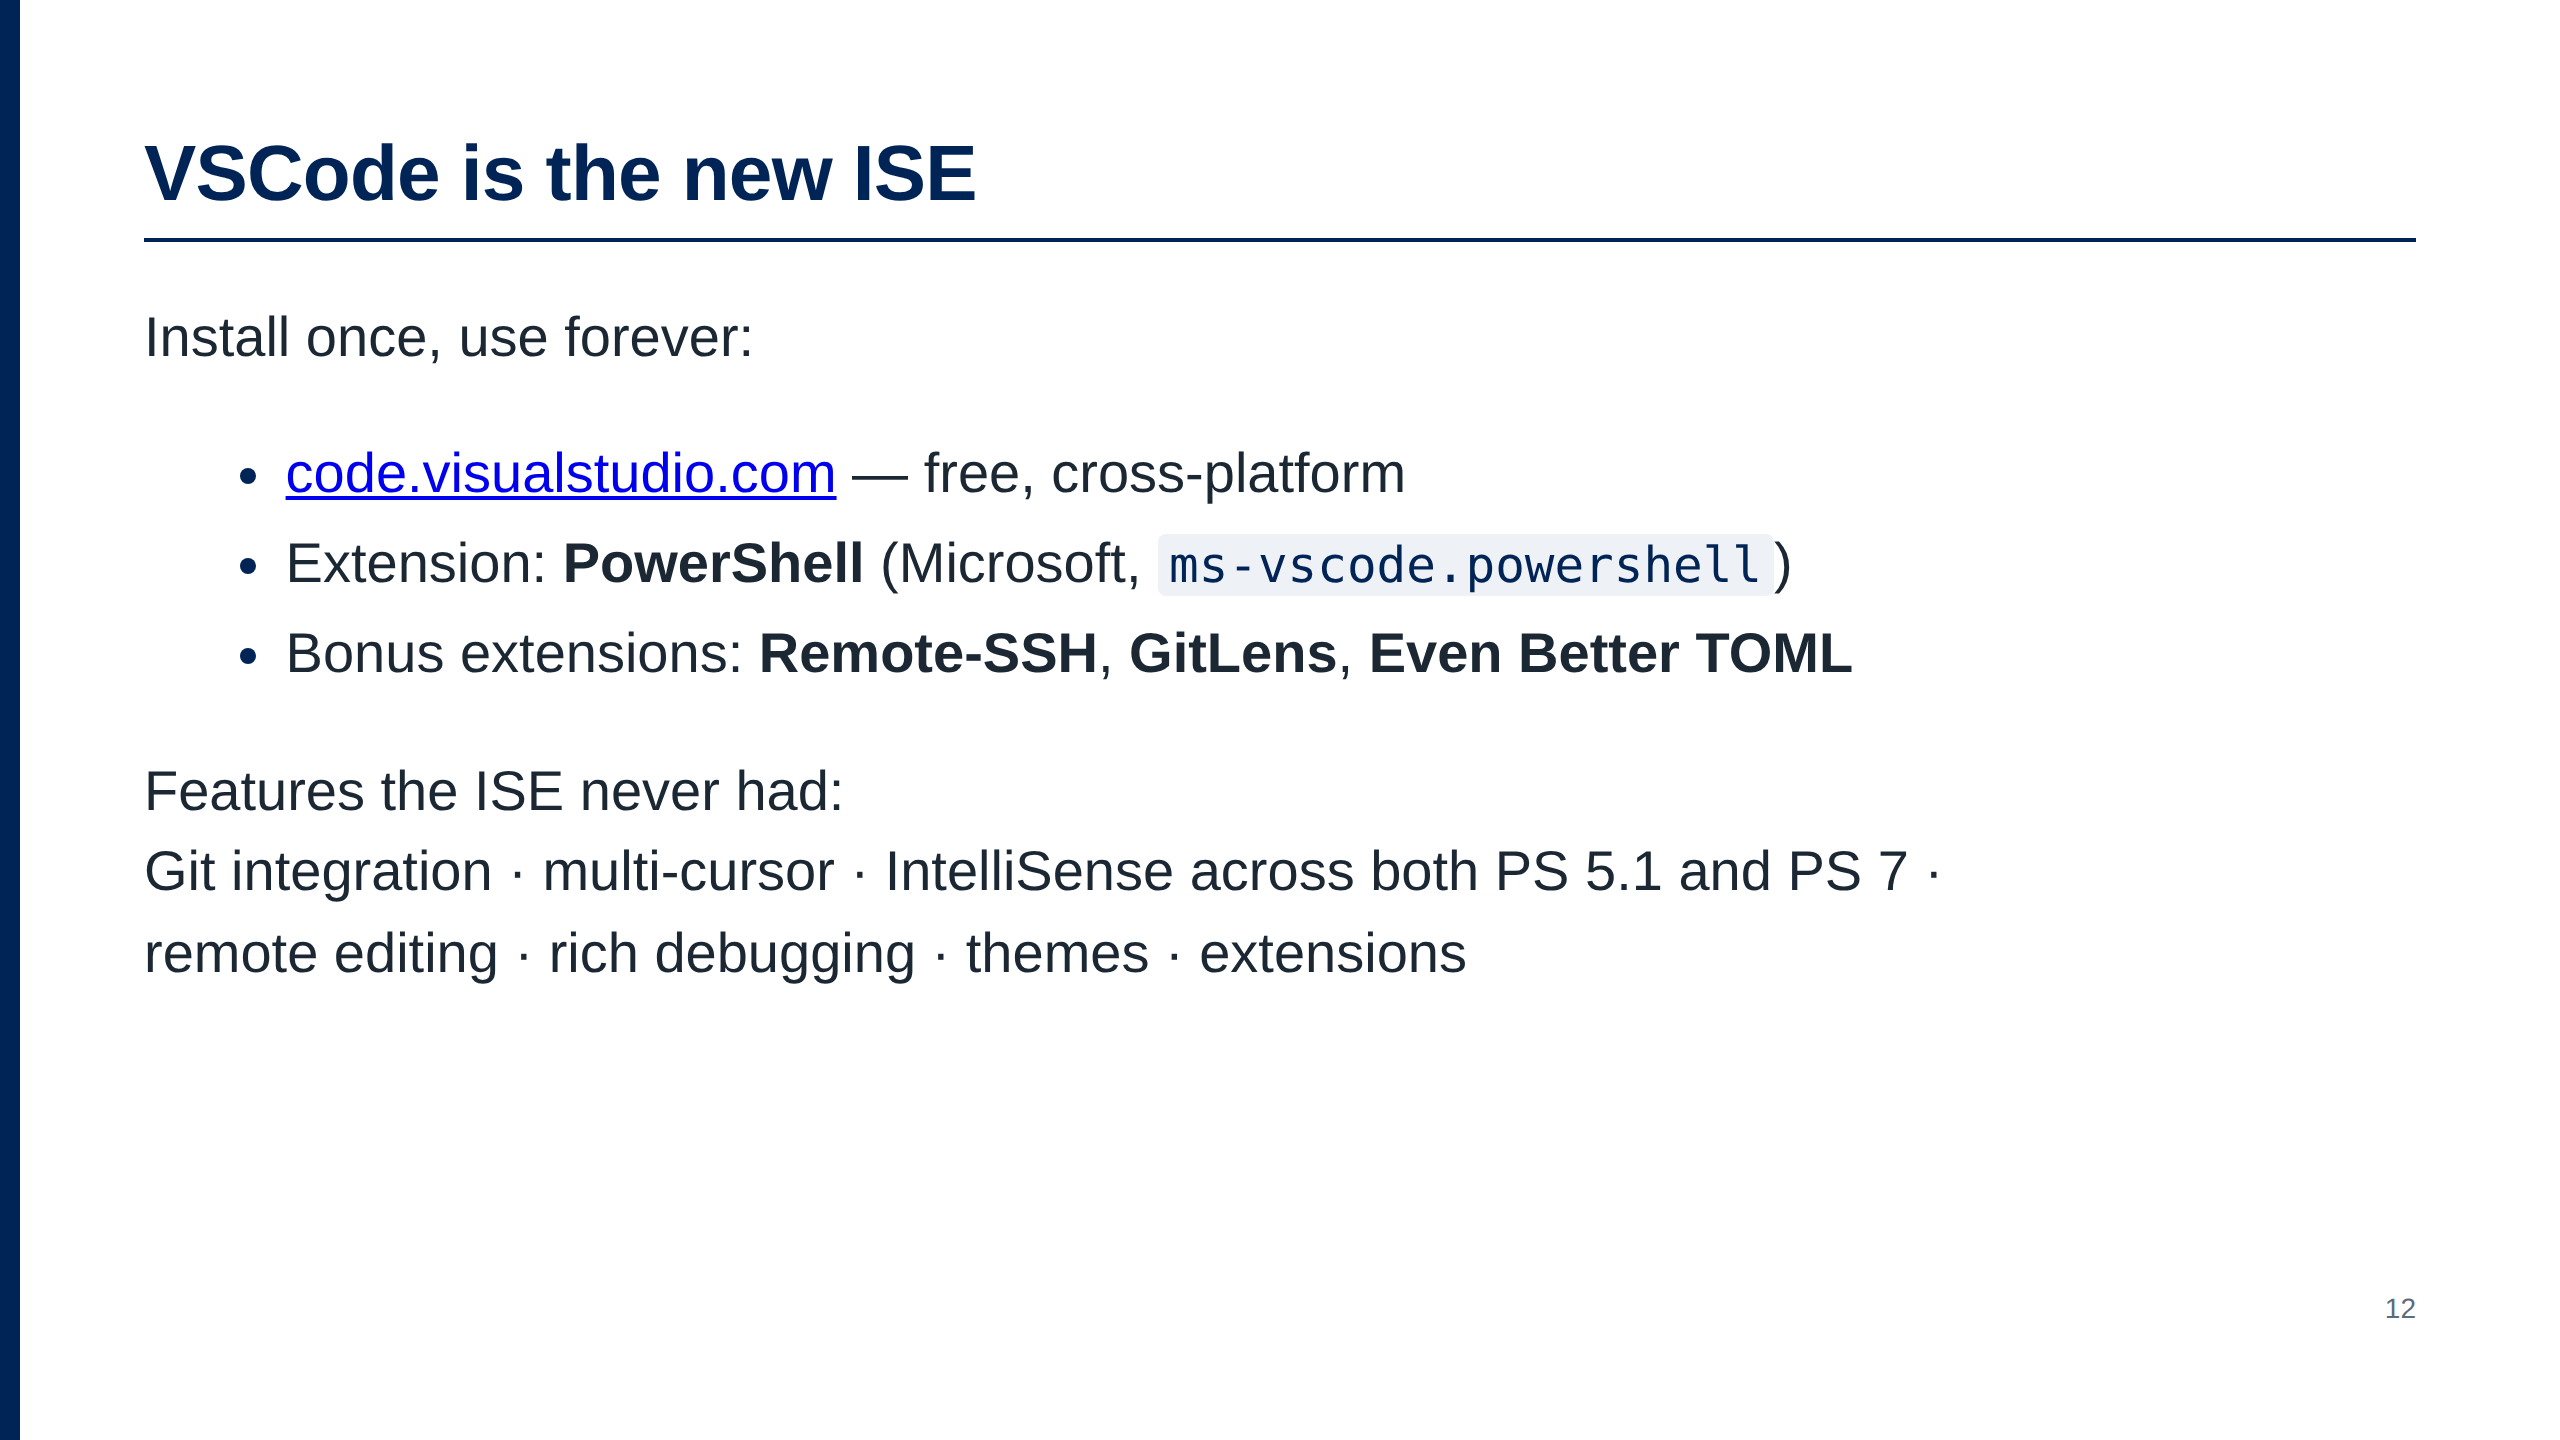 VSCode is the new ISE
Install once, use forever:
• code.visualstudio.com — free, cross-platform
• Extension: PowerShell (Microsoft, ms-vscode.powershell)
• Bonus extensions: Remote-SSH, GitLens, Even Better TOML
Features the ISE never had:
Git integration · multi-cursor · IntelliSense across both PS 5.1 and PS 7 ·
remote editing · rich debugging · themes · extensions
12